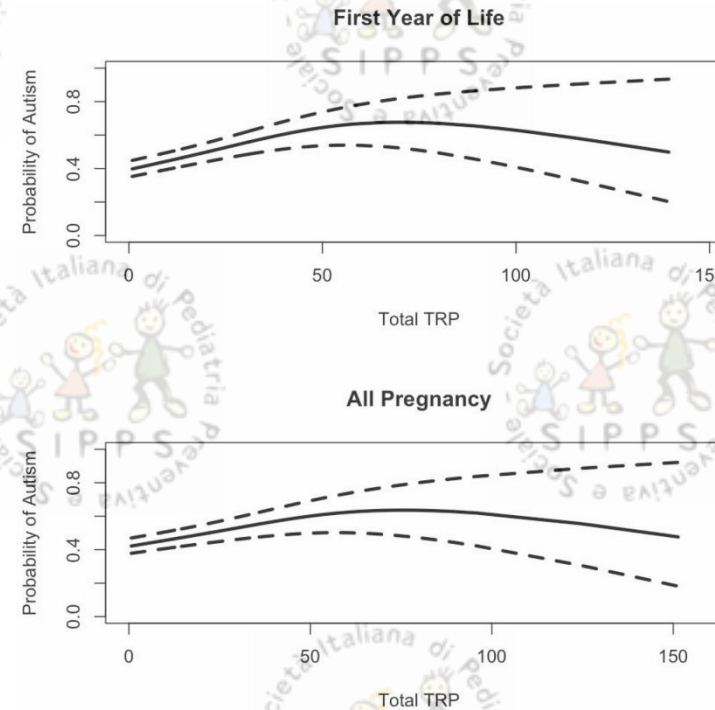 First Year of Life
Probability of Autism
0.0 0.4 0.8
0 50 100 15
Total TRP
All Pregnancy
Probability of Autism
0.0 0.4 0.8
0 50 100 150
Total TRP
Società Italiana di Pediatria Preventiva e Sociale
SIPPS